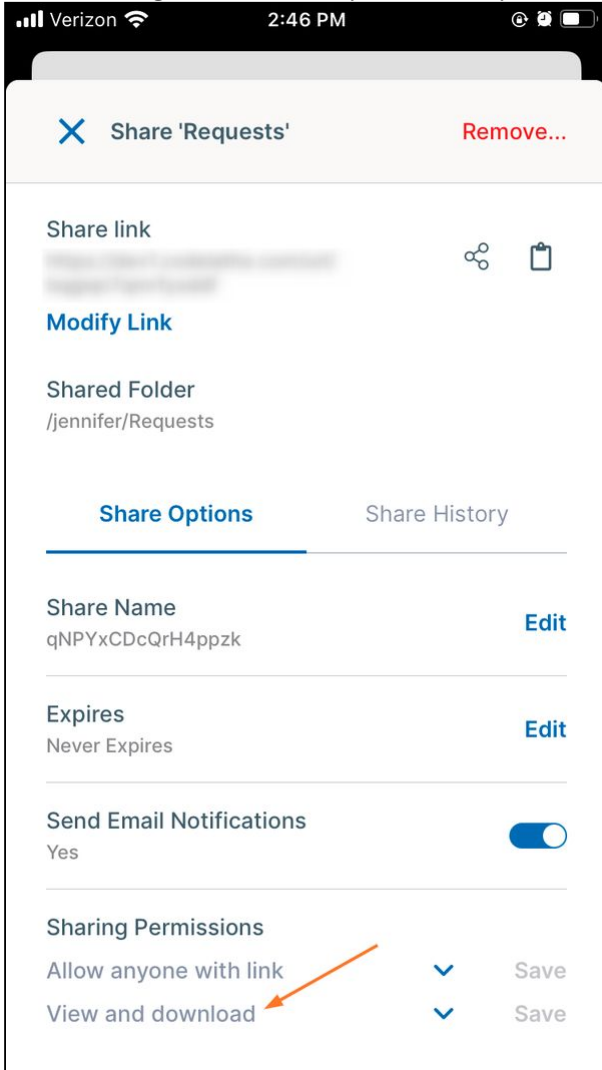 Verizon 2:46 PM
Share 'Requests' Remove...
Share link
Modify Link
Shared Folder
/jennifer/Requests
Share Options Share History
Share Name
qNPYxCDcQrH4ppzk
Edit
Expires
Never Expires
Edit
Send Email Notifications
Yes
Sharing Permissions
Allow anyone with link Save
View and download Save